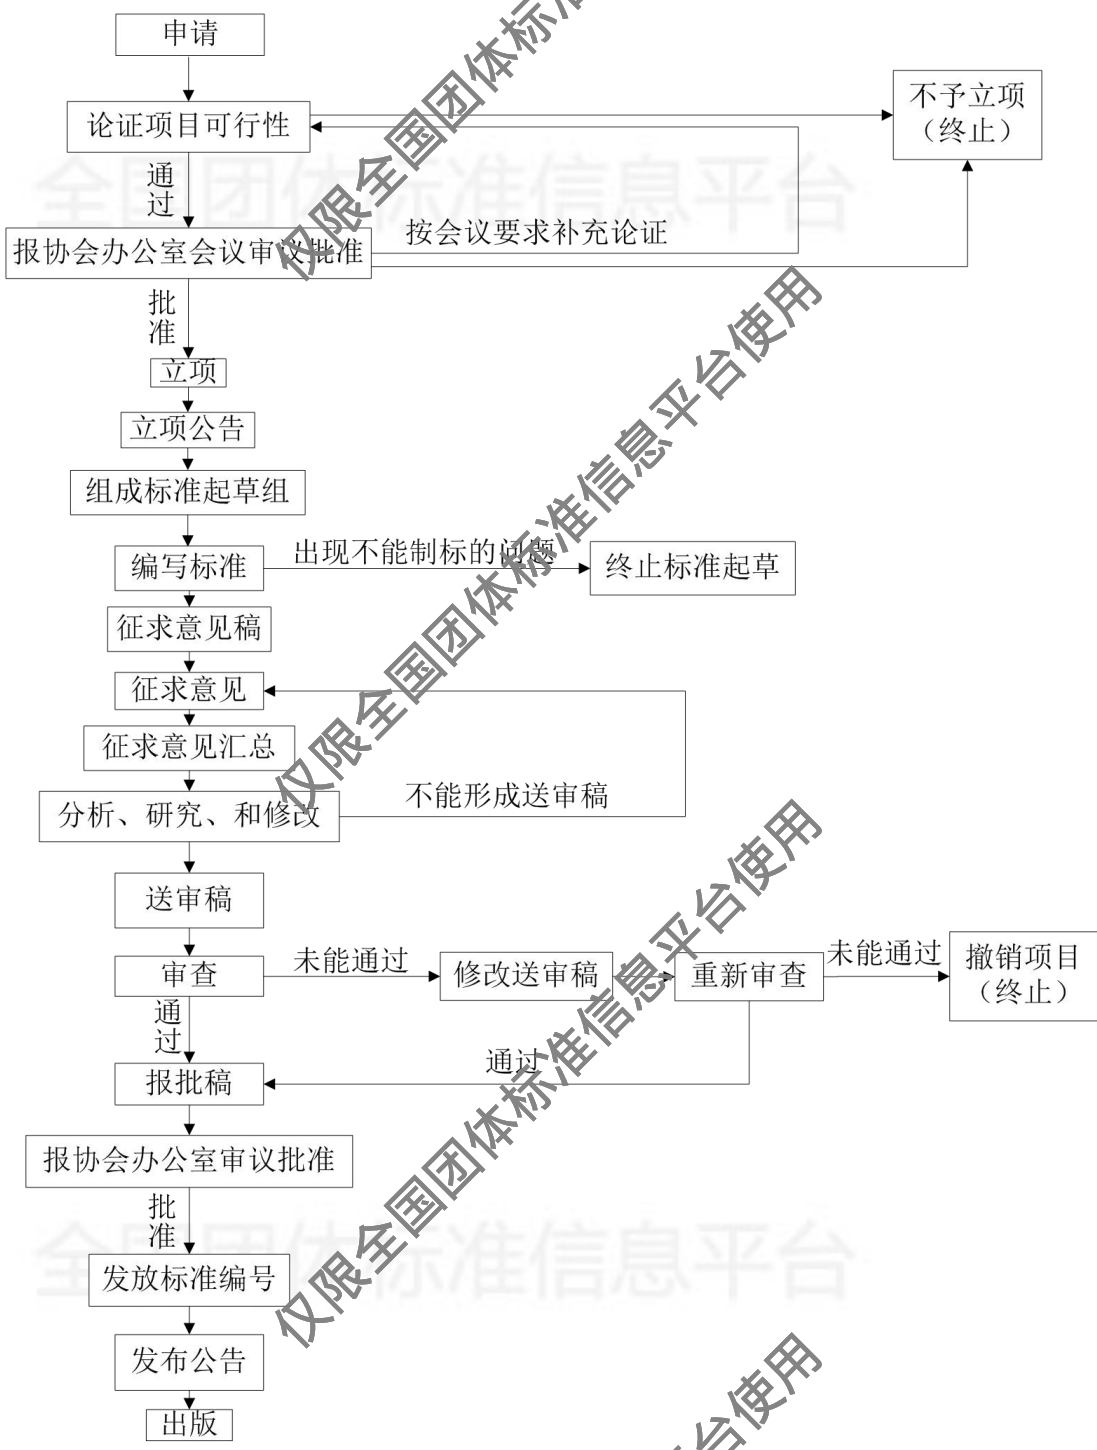 申请
论证项目可行性
不予立项
（终止）
通
过
按会议要求补充论证
报协会办公室会议审议批准
批
准
立项
立项公告
组成标准起草组
编写标准
出现不能制标的问题
终止标准起草
征求意见稿
征求意见
征求意见汇总
不能形成送审稿
分析、研究、和修改
送审稿
审查
未能通过
修改送审稿
重新审查
未能通过
撤销项目
（终止）
通
过
通过
报批稿
报协会办公室审议批准
批
准
发放标准编号
发布公告
出版
全国团体标准信息平台
全国团体标准信息平台
仅限全国团体标
仅限全国团体标准信息平台使用
仅限全国团体标准信息平台使用
台使用